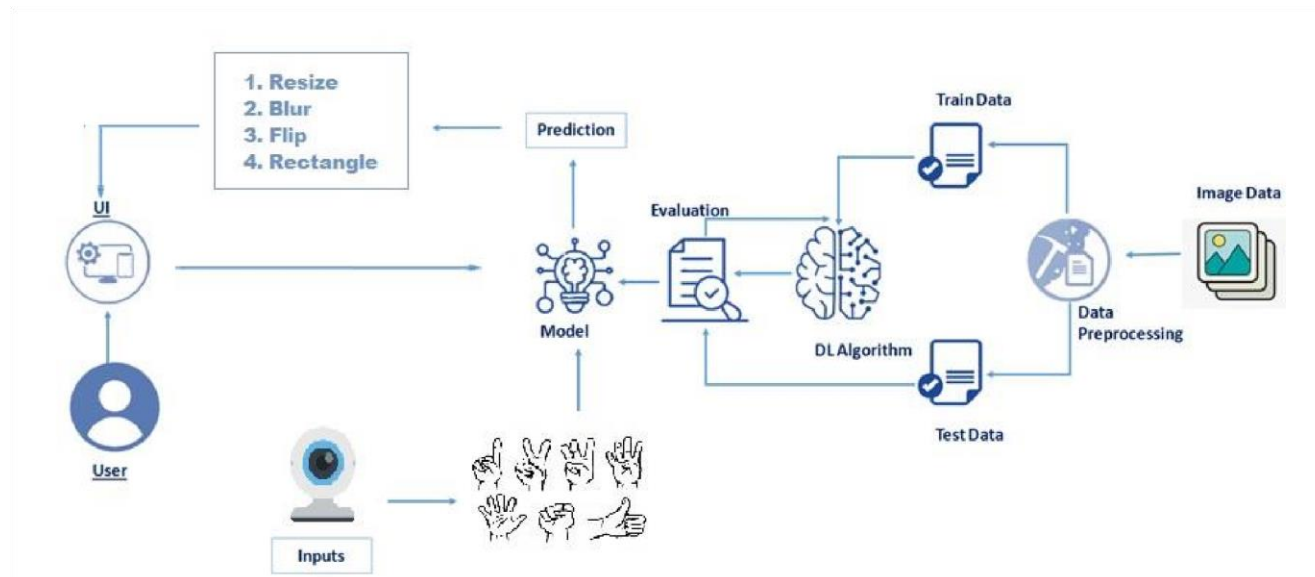 1. Resize
2. Blur
3. Flip
4. Rectangle
Prediction
Train Data
Image Data
UI
Evaluation
Model
DL Algorithm
Data
Preprocessing
User
Test Data
Inputs